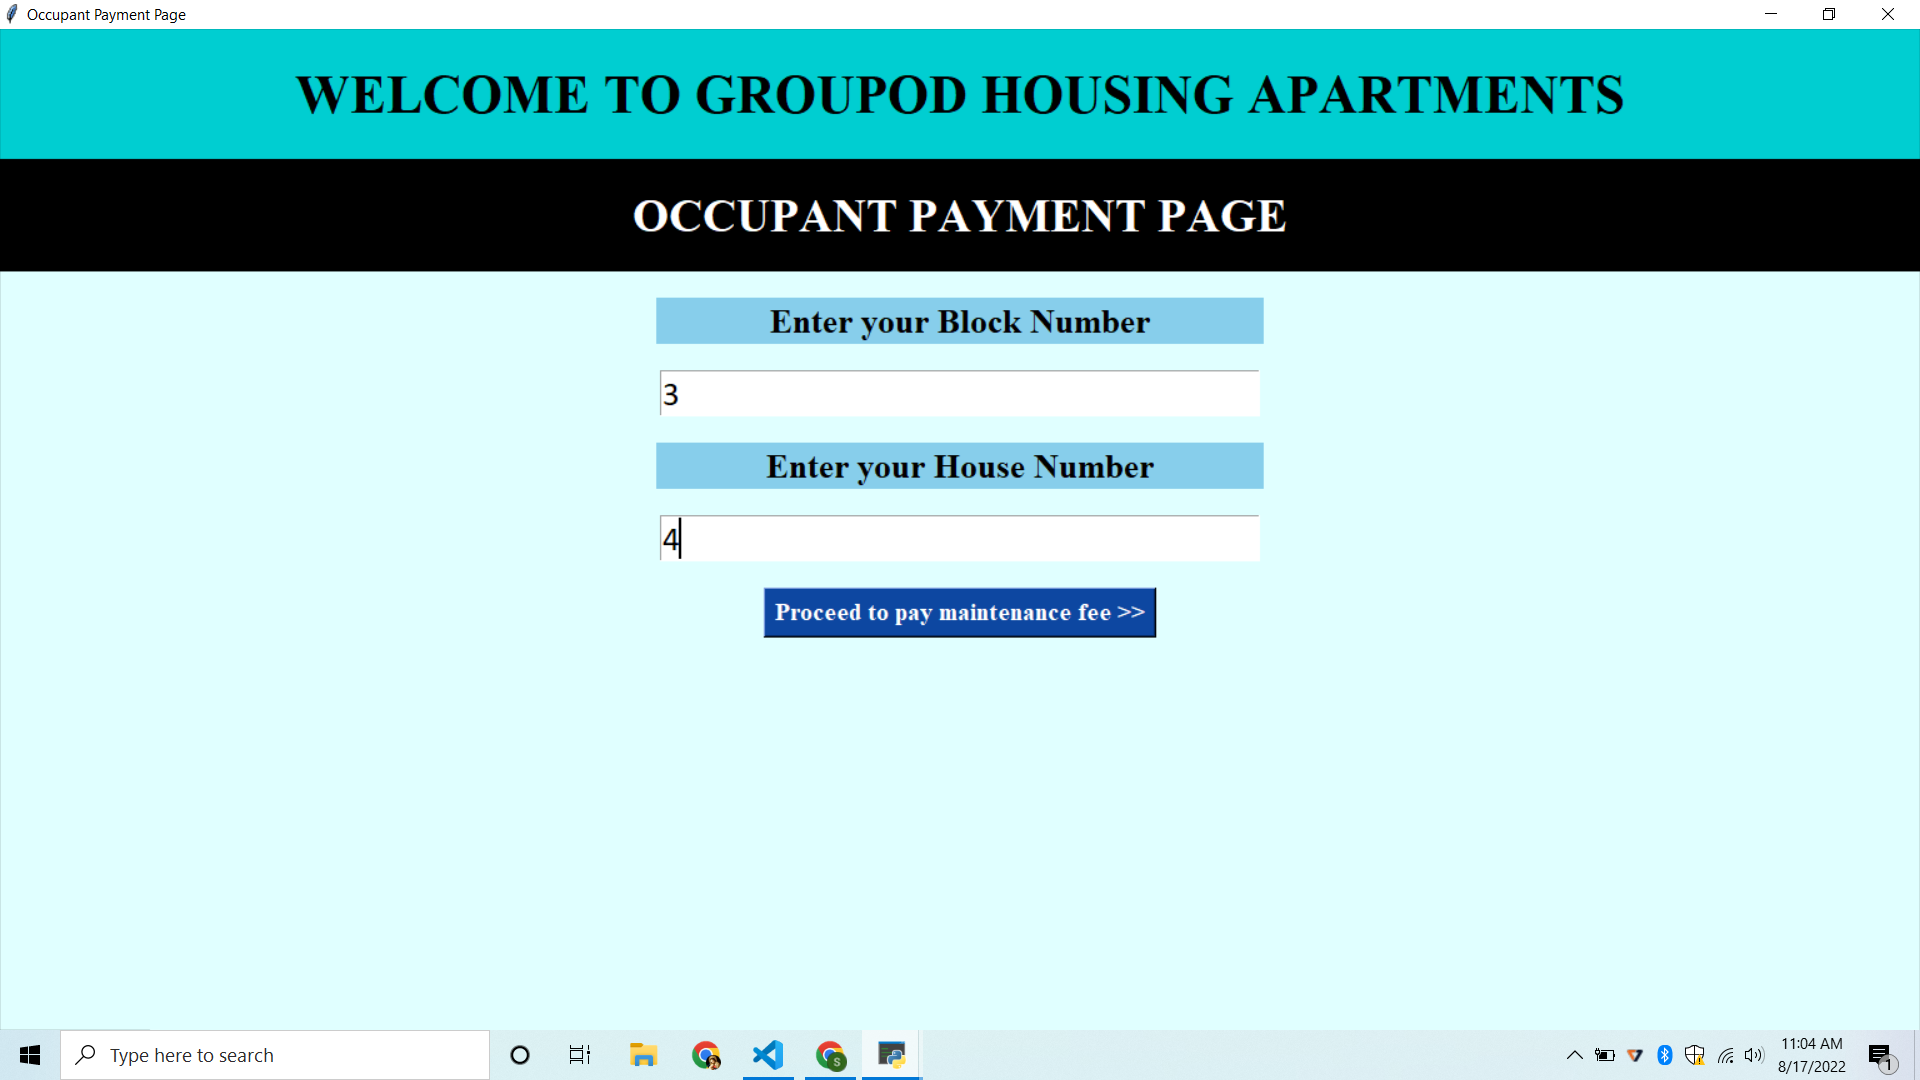 Occupant Payment Page
WELCOME TO GROUPOD HOUSING APARTMENTS
OCCUPANT PAYMENT PAGE
Enter your Block Number
3
Enter your House Number
4
Proceed to pay maintenance fee >>
Type here to search
S
11:04 AM
8/17/2022
1